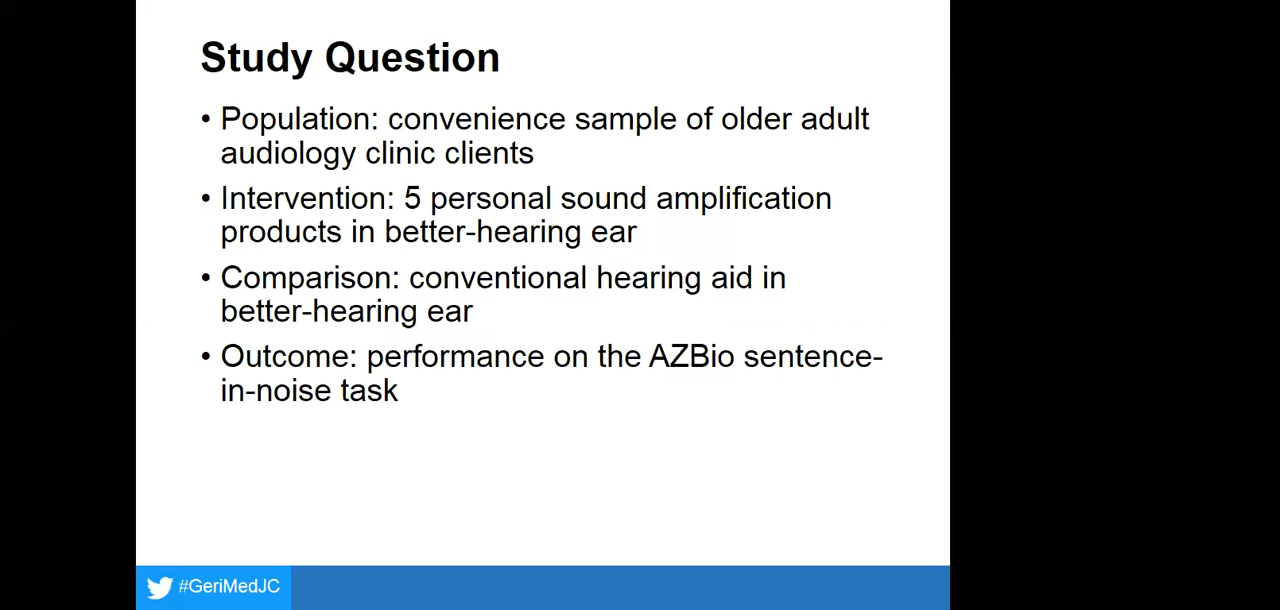 Study Question
• Population: convenience sample of older adult
audiology clinic clients
• Intervention: 5 personal sound amplification
products in better-hearing ear
• Comparison: conventional hearing aid in
better-hearing ear
• Outcome: performance on the AZBio sentence-
in-noise task
#GeriMedJC